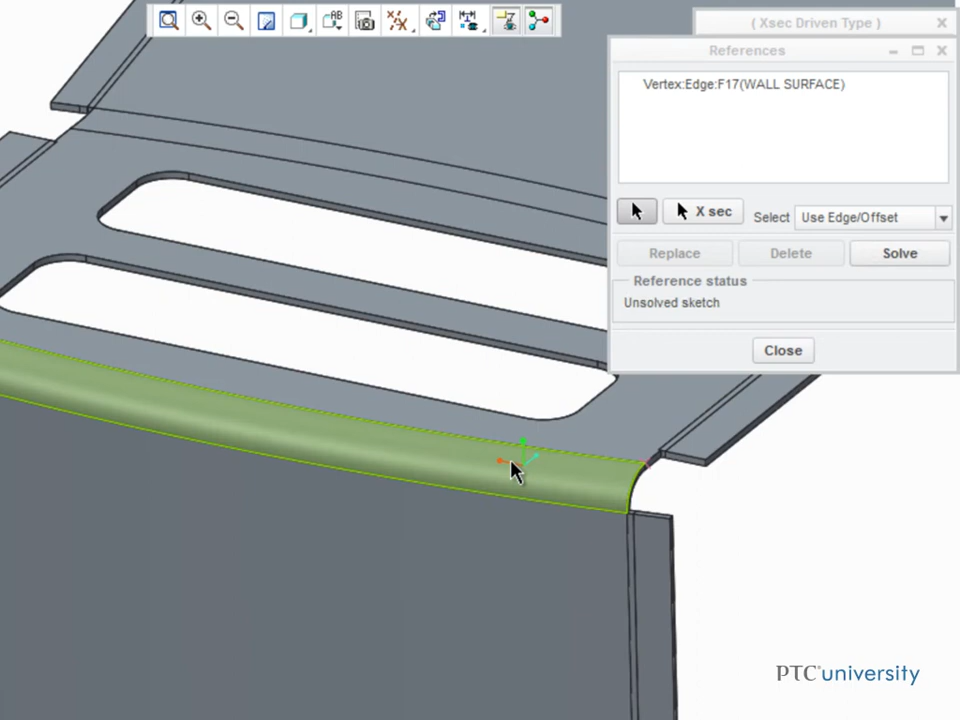 ( Xsec Driven Type )
References
Vertex:Edge:F17(WALL SURFACE)
X sec
Select
Use Edge/Offset
Replace
Delete
Solve
Reference status
Unsolved sketch
Close
AB
PTC university